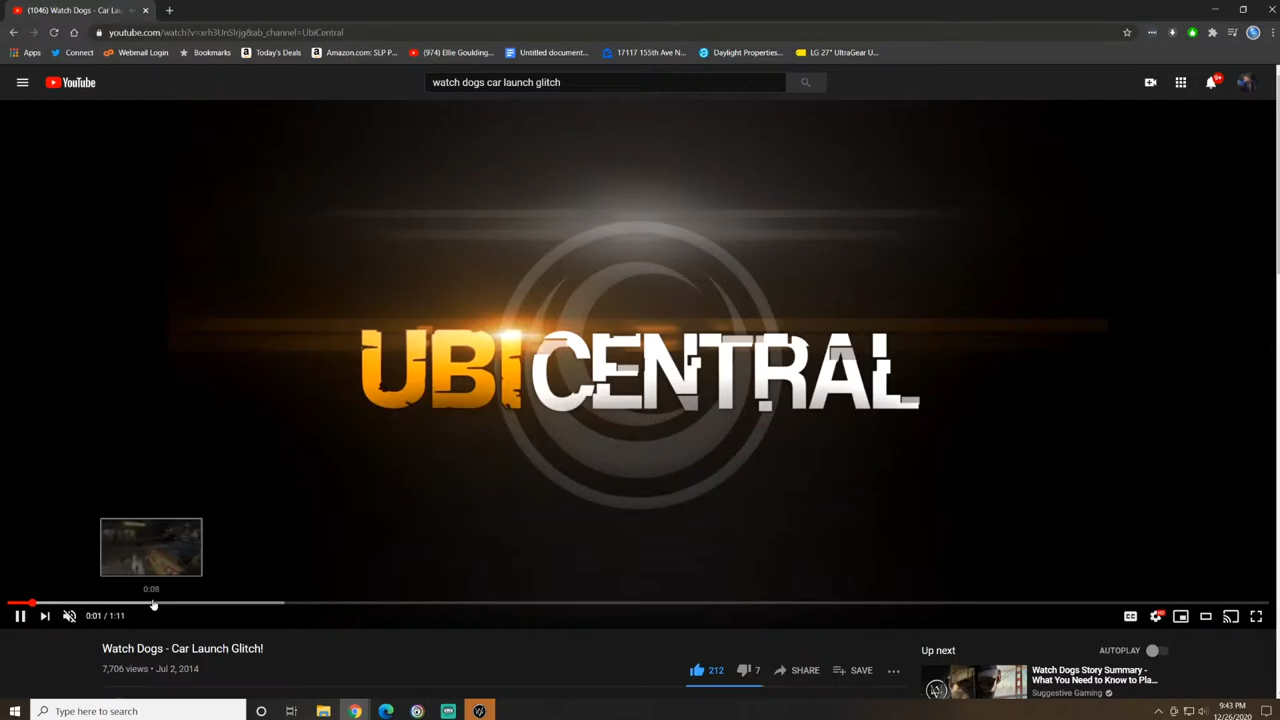 (1046) Watch Dogs - Car Lau
youtube.com/watch?v=xrh3UnSlrjg&ab_channel=UbiCentral
Apps Connect Webmail Login Bookmarks Today's Deals Amazon.com: SLP P... (974) Ellie Goulding... Untitled document... 17117 155th Ave N... Daylight Properties... LG 27" UltraGear U...
YouTube watch dogs car launch glitch 9+
UBICENTRAL
0:08
0:01 / 1:11 CC HD
Watch Dogs - Car Launch Glitch!
7,706 views • Jul 2, 2014
212 7 SHARE SAVE
Up next AUTOPLAY
Watch Dogs Story Summary - What You Need to Know to Pla...
Suggestive Gaming
Type here to search
9:43 PM
12/26/2020